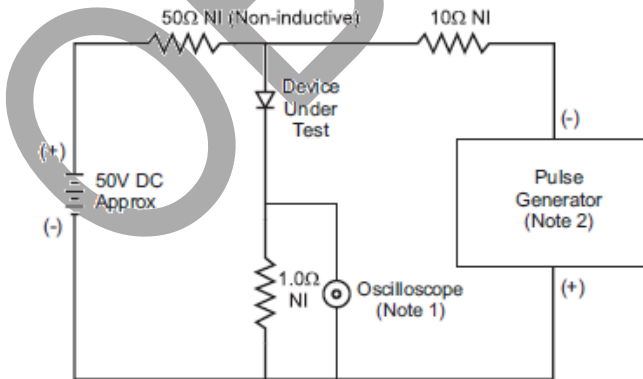 50Ω NI (Non-inductive)
10Ω NI
Device
Under
Test
(+)
50V DC
Approx
(-)
(-)
Pulse
Generator
(Note 2)
(+)
1.0Ω
NI
Oscilloscope
(Note 1)